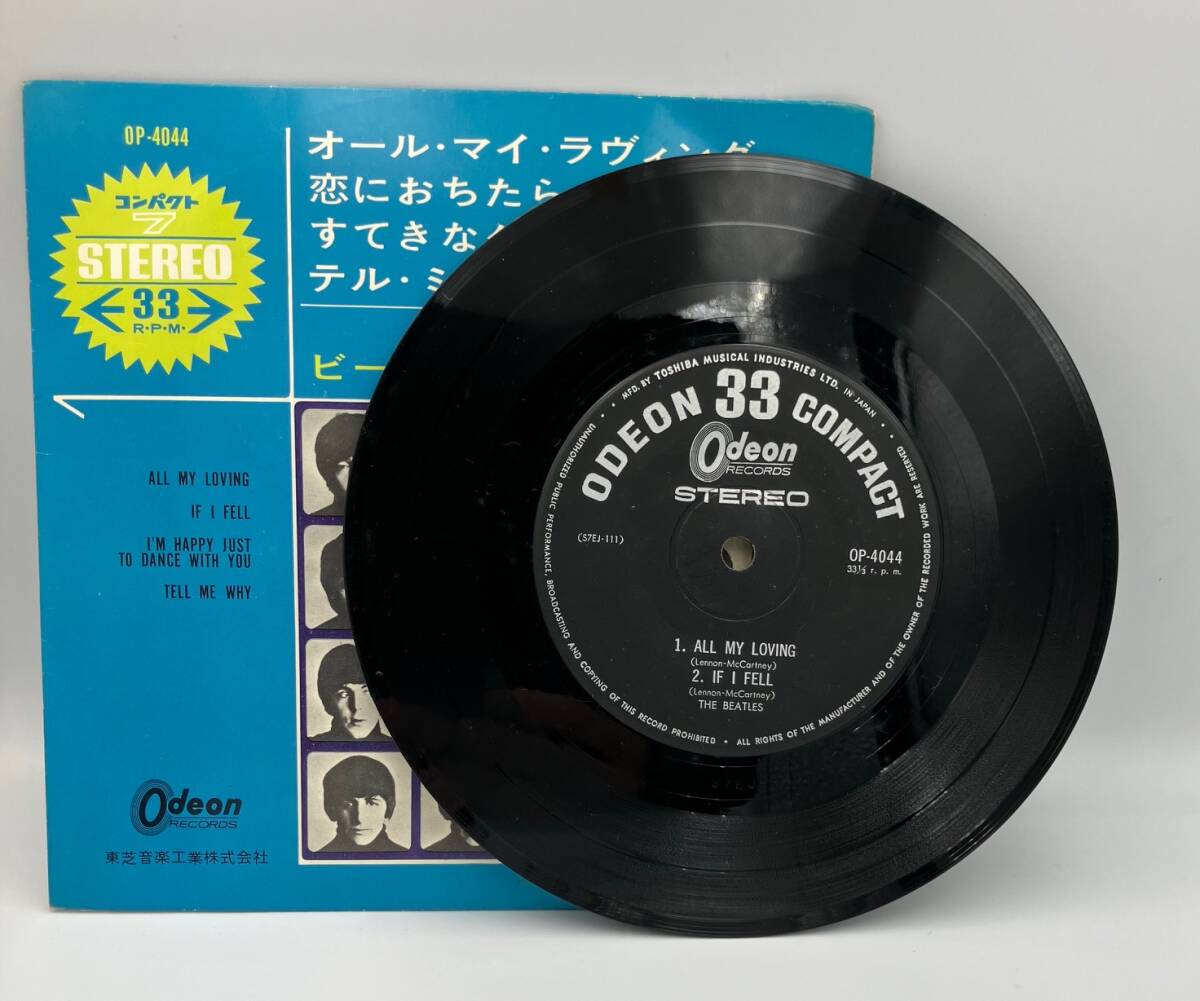 OP-4044
コンパクト
7
STEREO
33
R・P・M・
オール・マイ・ラヴィング
恋におちたら
すてきな
テル・ミ
ビー
1
ALL MY LOVING
IF I FELL
I'M HAPPY JUST
TO DANCE WITH YOU
TELL ME WHY
Odeon
RECORDS
東芝音楽工業株式会社
MFD. BY TOSHIBA MUSICAL INDUSTRIES LTD. IN JAPAN
ODEON 33 COMPACT
Odeon
RECORDS
STEREO
(S7EJ-111)
OP-4044
33⅓ r. p. m.
1. ALL MY LOVING
(Lennon-McCartney)
2. IF I FELL
(Lennon-McCartney)
THE BEATLES
UNAUTHORIZED PUBLIC PERFORMANCE, BROADCASTING AND COPYING OF THIS RECORD PROHIBITED • ALL RIGHTS OF THE MANUFACTURER AND OF THE OWNER OF THE RECORDED WORK ARE RESERVED